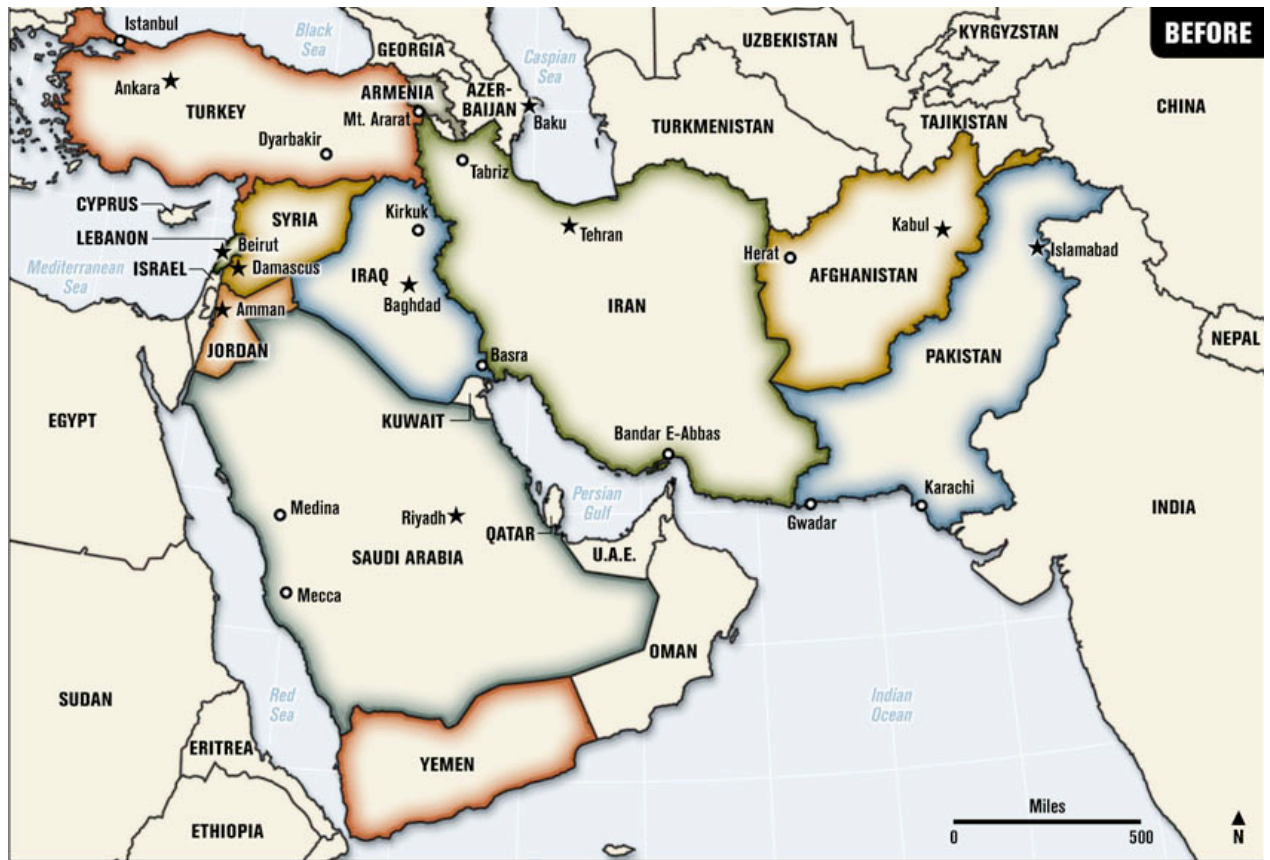 BEFORE
Istanbul
Black
Sea
GEORGIA
Caspian
Sea
UZBEKISTAN
KYRGYZSTAN
Ankara
TURKEY
ARMENIA
AZER-
BAIJAN
Mt. Ararat
Baku
TURKMENISTAN
TAJIKISTAN
CHINA
Dyarbakir
Tabriz
CYPRUS
SYRIA
Kirkuk
Tehran
Kabul
Islamabad
LEBANON
Beirut
Herat
Mediterranean
Sea
ISRAEL
Damascus
IRAQ
AFGHANISTAN
Baghdad
IRAN
Amman
JORDAN
Basra
PAKISTAN
NEPAL
EGYPT
KUWAIT
Bandar E-Abbas
Persian
Gulf
Karachi
Medina
Riyadh
QATAR
Gwadar
INDIA
SAUDI ARABIA
U.A.E.
Mecca
OMAN
SUDAN
Red
Sea
Indian
Ocean
ERITREA
YEMEN
ETHIOPIA
Miles
0 500
N